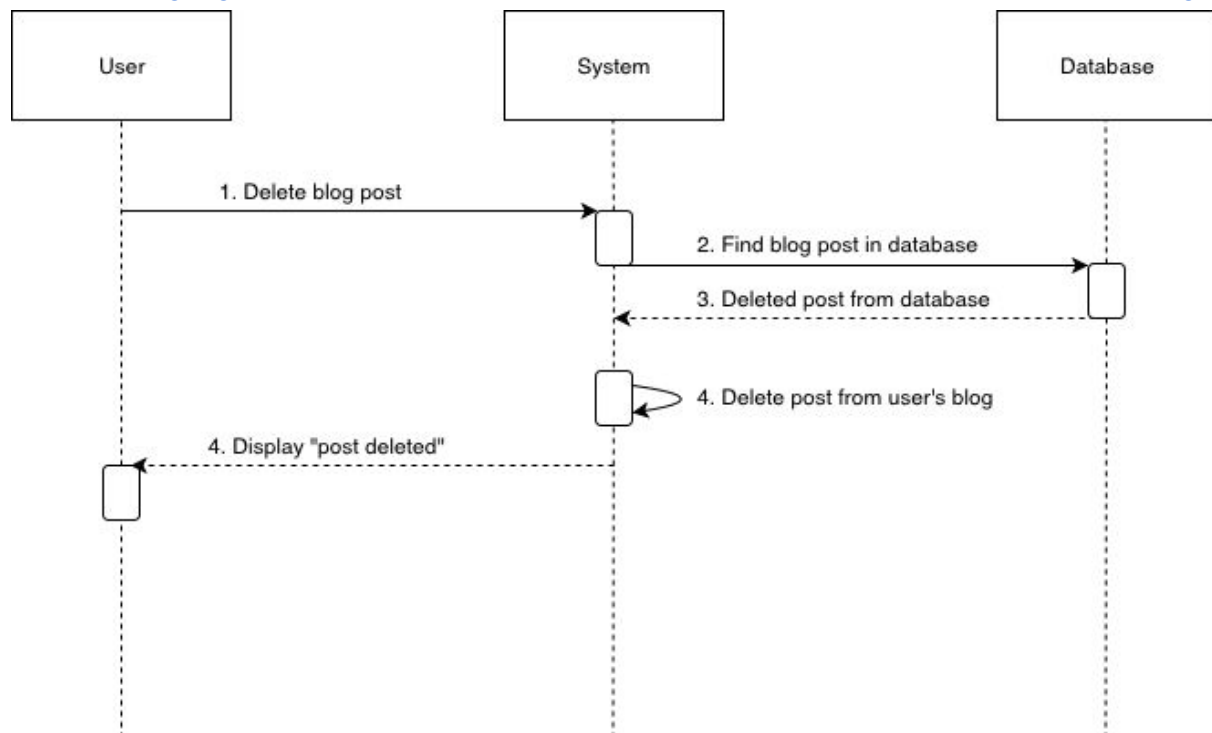 User
System
Database
1. Delete blog post
2. Find blog post in database
3. Deleted post from database
4. Delete post from user's blog
4. Display "post deleted"